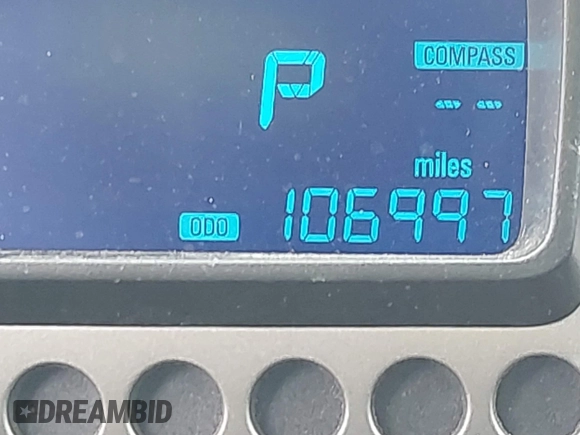 P
COMPASS
--
miles
ODO 106997
DREAMBID